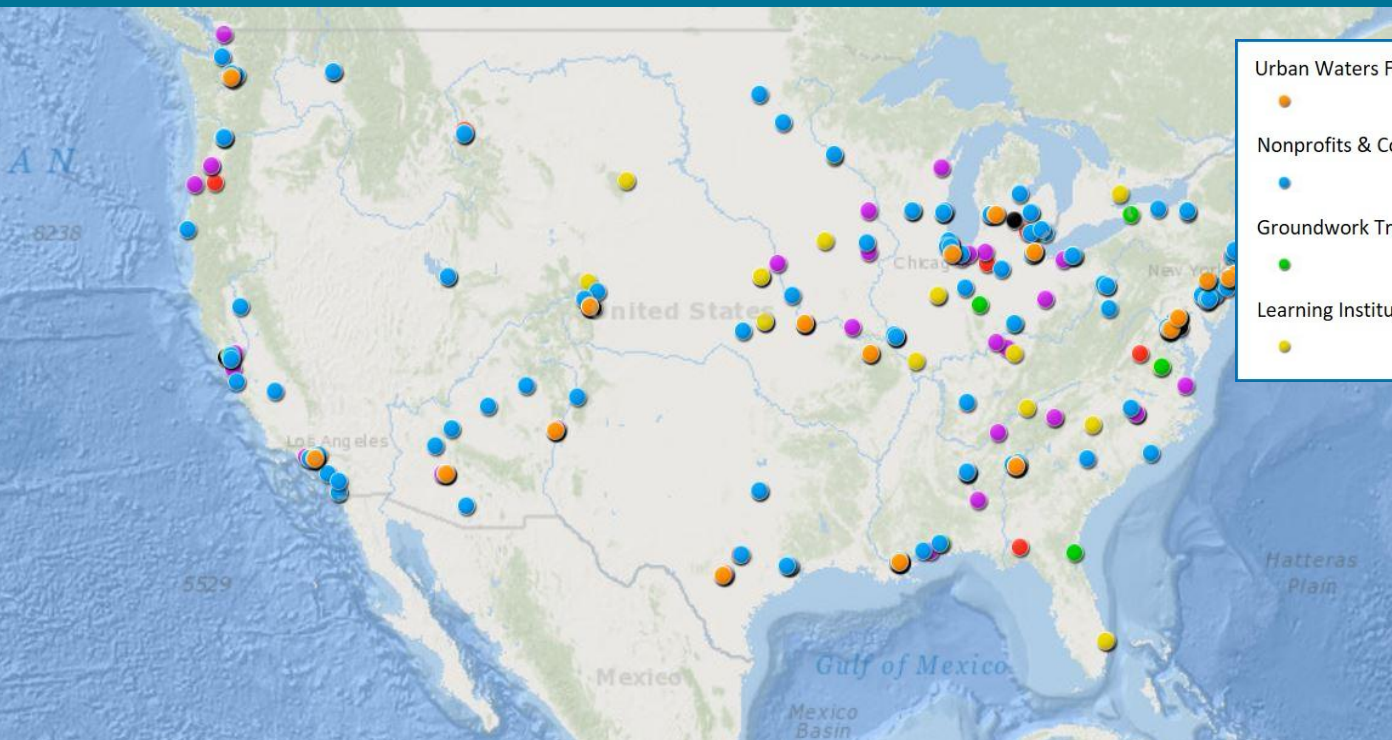 A N
8238
Chicag
New York
United States
Los Angeles
5529
Hatteras
Plain
Gulf of Mexico
Mexico
Mexico
Basin
Urban Waters F
Nonprofits & Co
Groundwork Tr
Learning Institu